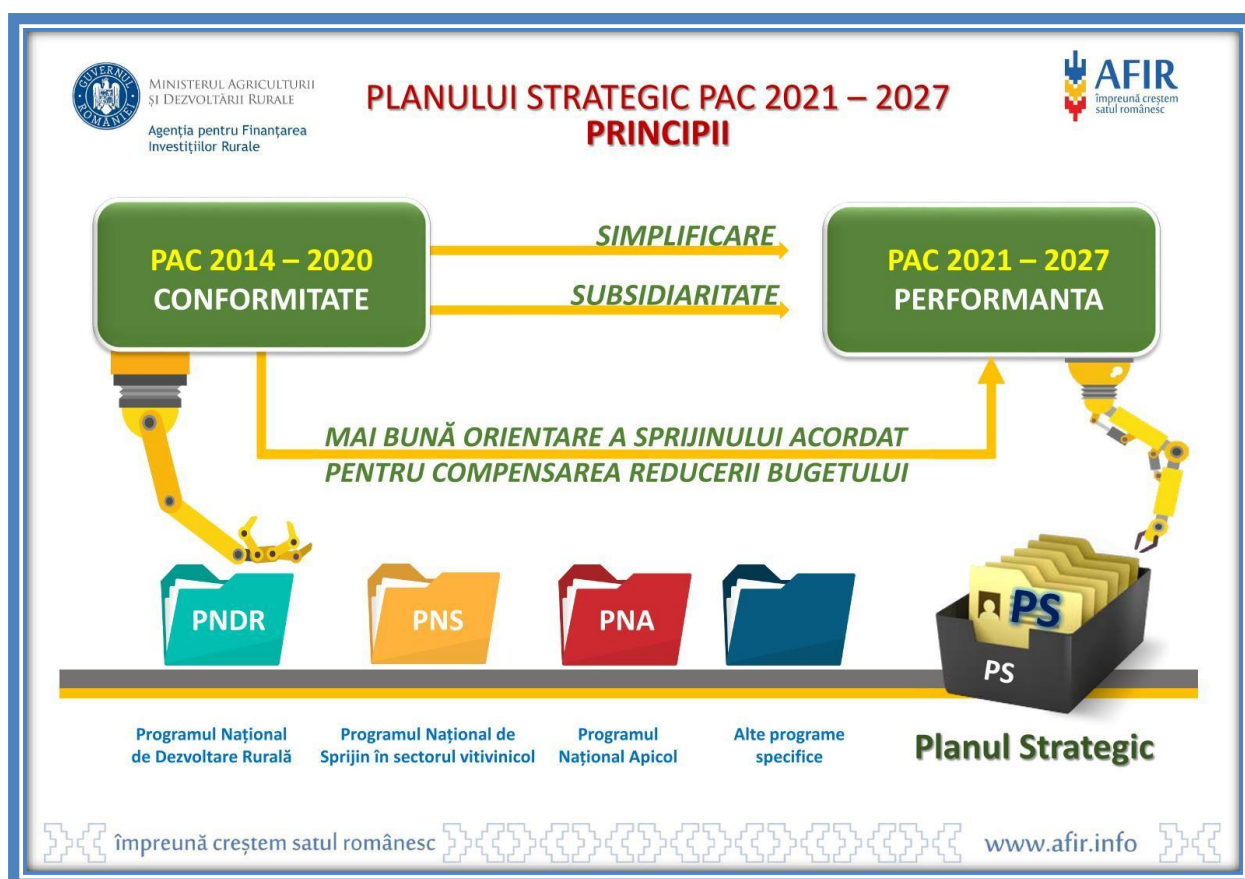 GUVERNUL ROMÂNIEI
MINISTERUL AGRICULTURII
ȘI DEZVOLTĂRII RURALE
Agenția pentru Finanțarea
Investițiilor Rurale
PLANULUI STRATEGIC PAC 2021 – 2027
PRINCIPII
AFIR
împreună creștem
satul românesc
PAC 2014 – 2020
CONFORMITATE
SIMPLIFICARE
SUBSIDIARITATE
PAC 2021 – 2027
PERFORMANTA
MAI BUNĂ ORIENTARE A SPRIJINULUI ACORDAT
PENTRU COMPENSAREA REDUCERII BUGETULUI
PNDR
PNS
PNA
PS
PS
Programul Național
de Dezvoltare Rurală
Programul Național de
Sprijin în sectorul vitivinicol
Programul
Național Apicol
Alte programe
specifice
Planul Strategic
împreună creștem satul românesc
www.afir.info